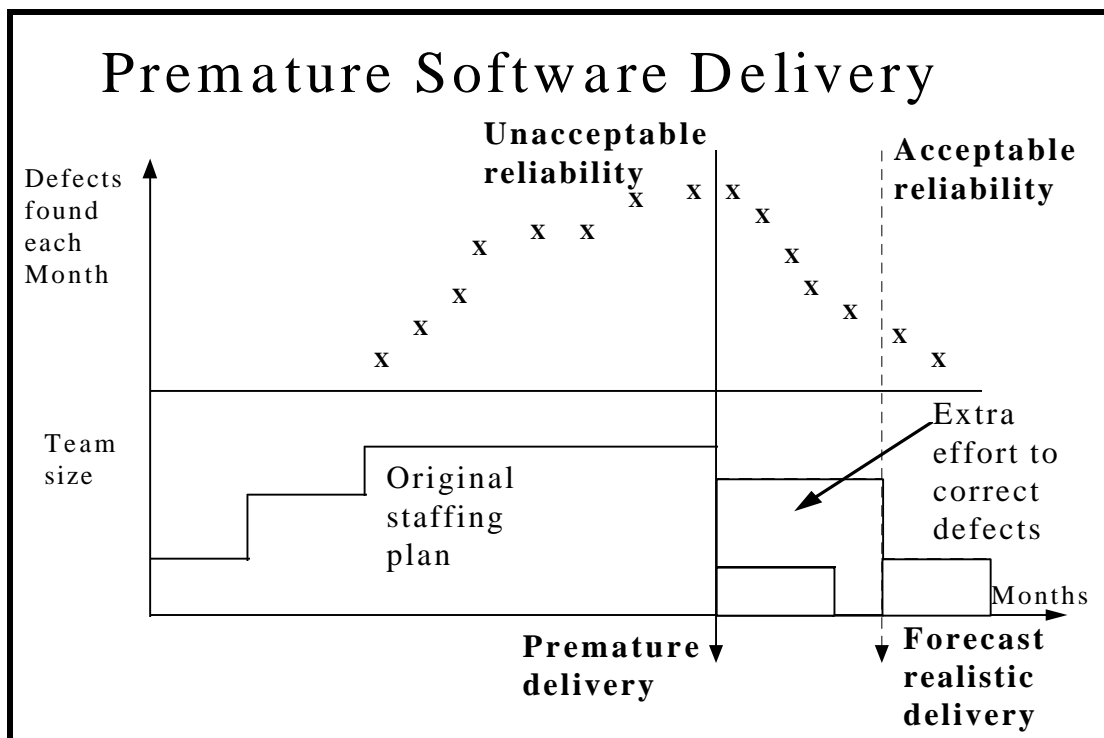 Premature Software Delivery
Unacceptable
reliability
Acceptable
reliability
Defects
found
each
Month
x x x x x x x x x x x x x x x
Team
size
Original
staffing
plan
Extra
effort to
correct
defects
Months
Premature
delivery
Forecast
realistic
delivery